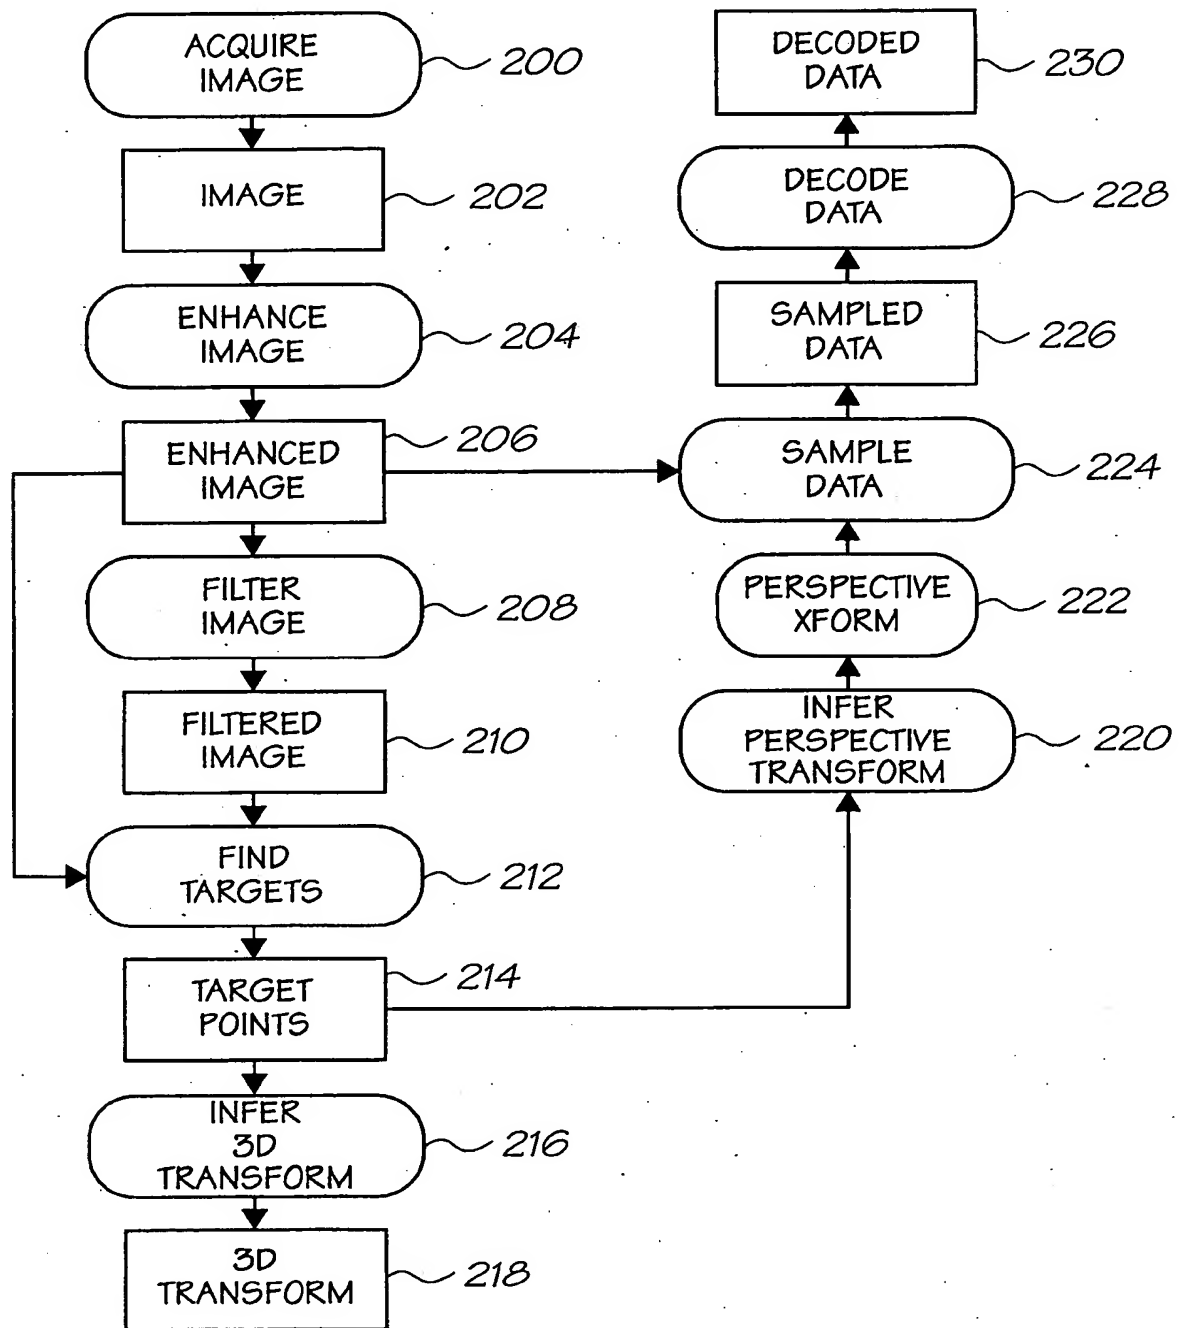 ACQUIRE
IMAGE
200
IMAGE
202
ENHANCE
IMAGE
204
ENHANCED
IMAGE
206
FILTER
IMAGE
208
FILTERED
IMAGE
210
FIND
TARGETS
212
TARGET
POINTS
214
INFER
3D
TRANSFORM
216
3D
TRANSFORM
218
DECODED
DATA
230
DECODE
DATA
228
SAMPLED
DATA
226
SAMPLE
DATA
224
PERSPECTIVE
XFORM
222
INFER
PERSPECTIVE
TRANSFORM
220